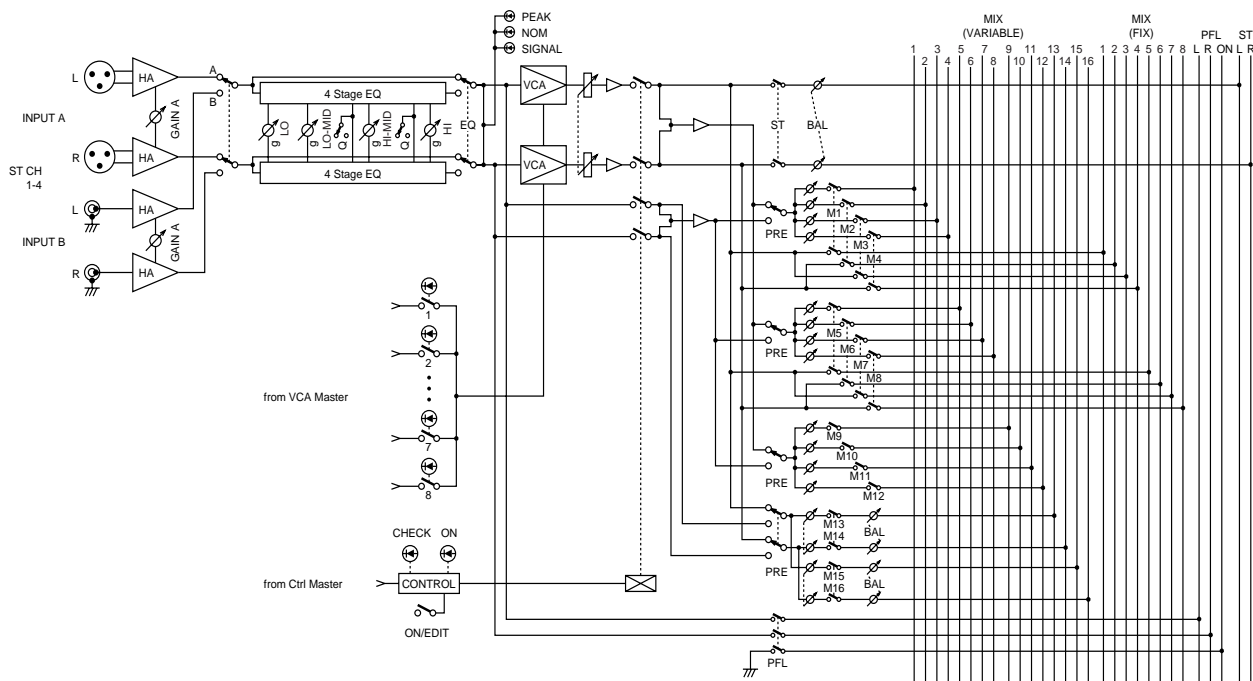 PEAK
NOM
SIGNAL
MIX
(VARIABLE)
MIX
(FIX)
PFL
L R ON
ST
L R
1 3 5 7 9 11 13 15
2 4 6 8 10 12 14 16
1 2 3 4 5 6 7 8
L
HA
A
B
4 Stage EQ
VCA
INPUT A
GAIN A
g
LO
LO-MID
Q
g
HI-MID
Q
g
HI
EQ
ST
BAL
R
HA
4 Stage EQ
VCA
ST CH
1-4
L
HA
INPUT B
GAIN A
R
HA
PRE
M1
M2
M3
M4
1
2
7
8
from VCA Master
PRE
M5
M6
M7
M8
PRE
M9
M10
M11
M12
M13
M14
BAL
PRE
M15
M16
BAL
CHECK ON
from Ctrl Master
CONTROL
ON/EDIT
PFL